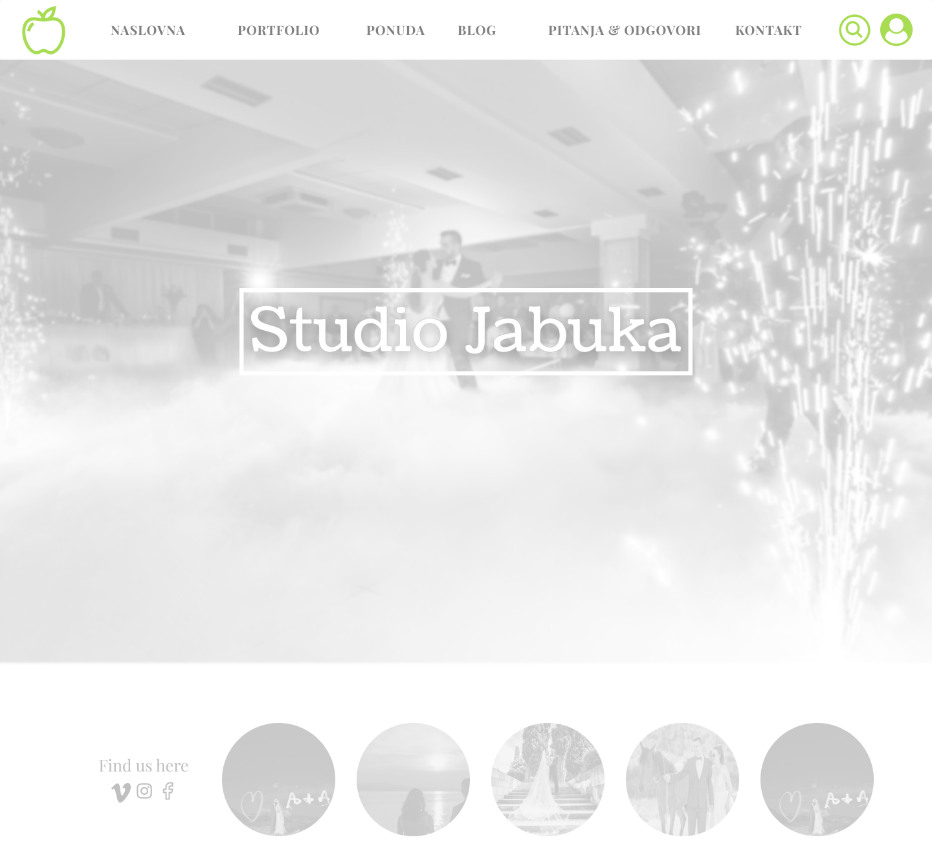 NASLOVNA PORTFOLIO PONUDA BLOG PITANJA & ODGOVORI KONTAKT
Studio Jabuka
Find us here
A+A A+A